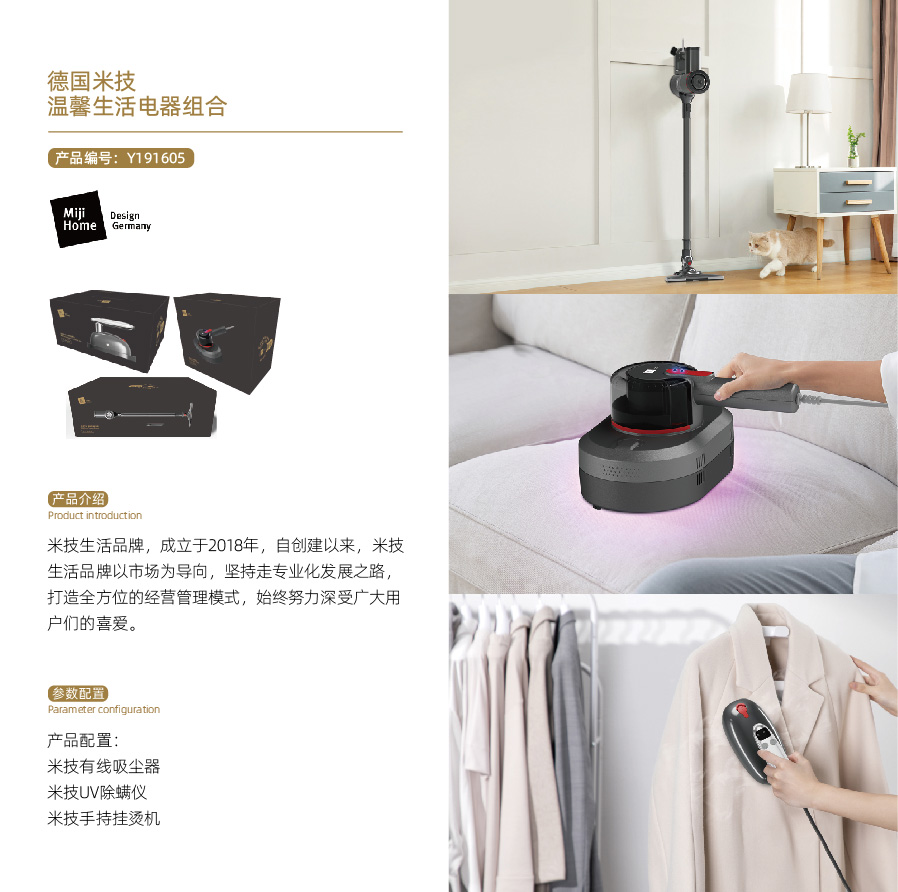 德国米技
温馨生活电器组合
产品编号：Y191605
Miji
Home
Design
Germany
产品介绍
Product introduction
米技生活品牌，成立于2018年，自创建以来，米技
生活品牌以市场为导向，坚持走专业化发展之路，
打造全方位的经营管理模式，始终努力深受广大用
户们的喜爱。
参数配置
Parameter configuration
产品配置：
米技有线吸尘器
米技UV除螨仪
米技手持挂烫机